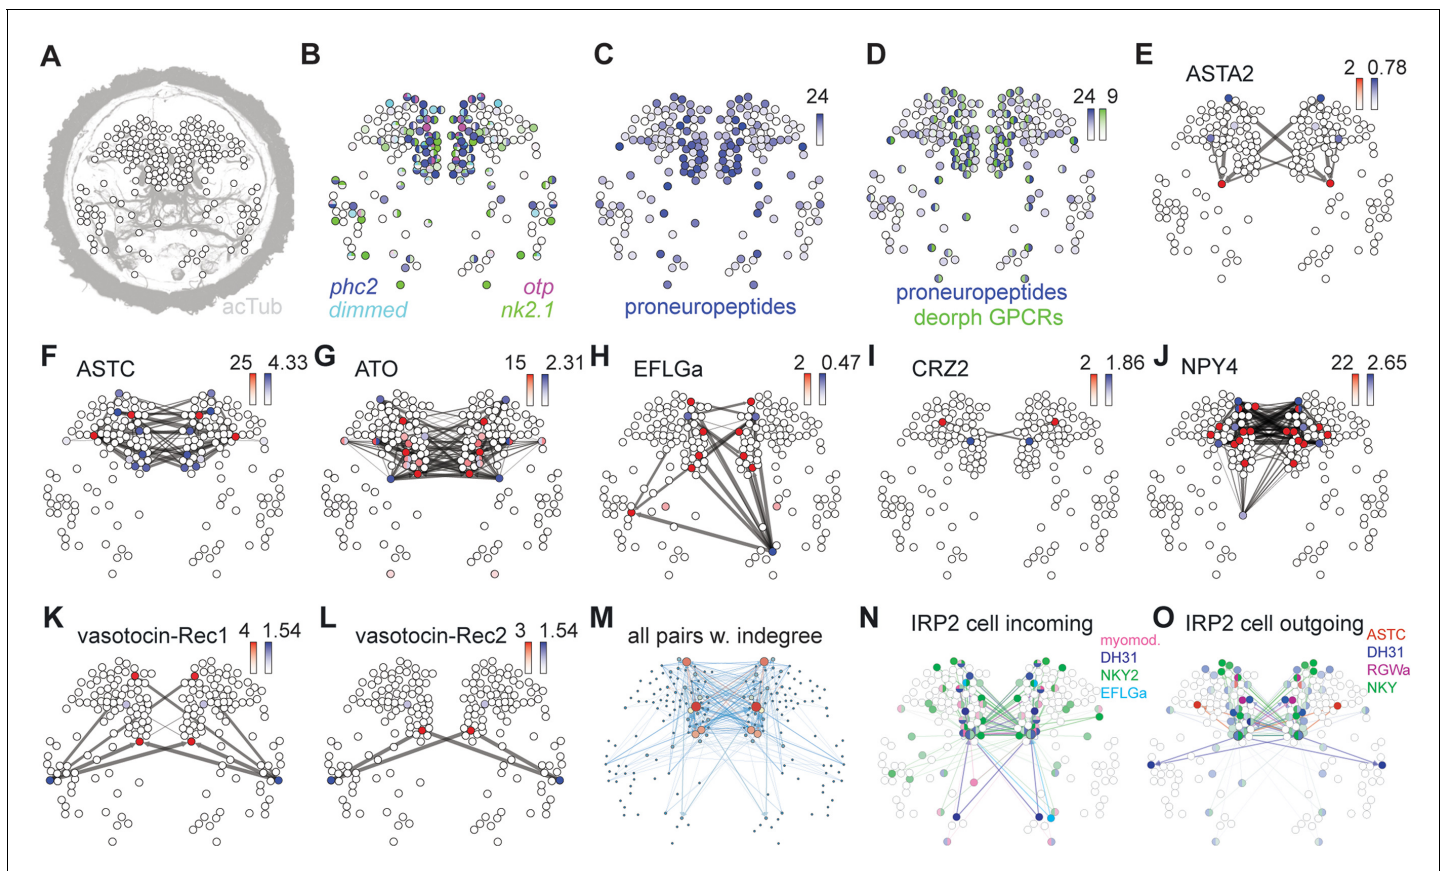 A
acTub
B
phc2
otp
dimmed
nk2.1
C
24
proneuropeptides
D
24 9
proneuropeptides
deorph GPCRs
E
ASTA2
2 0.78
F
ASTC
25 4.33
G
ATO
15 2.31
H
EFLGa
2 0.47
I
CRZ2
2 1.86
J
NPY4
22 2.65
K
vasotocin-Rec1
4 1.54
L
vasotocin-Rec2
3 1.54
M
all pairs w. indegree
N
IRP2 cell incoming
myomod.
DH31
NKY2
EFLGa
O
IRP2 cell outgoing
ASTC
DH31
RGWa
NKY